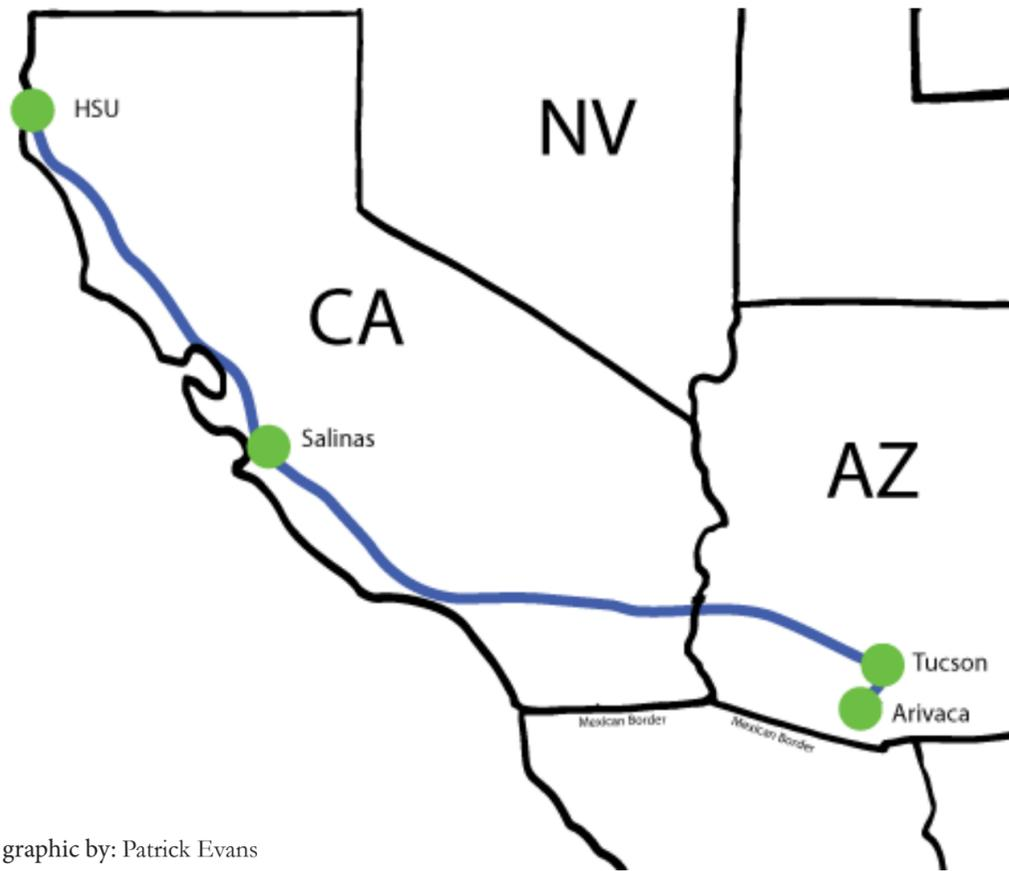 HSU
NV
CA
Salinas
AZ
Tucson
Arivaca
Mexican Border
Mexican Border
graphic by: Patrick Evans